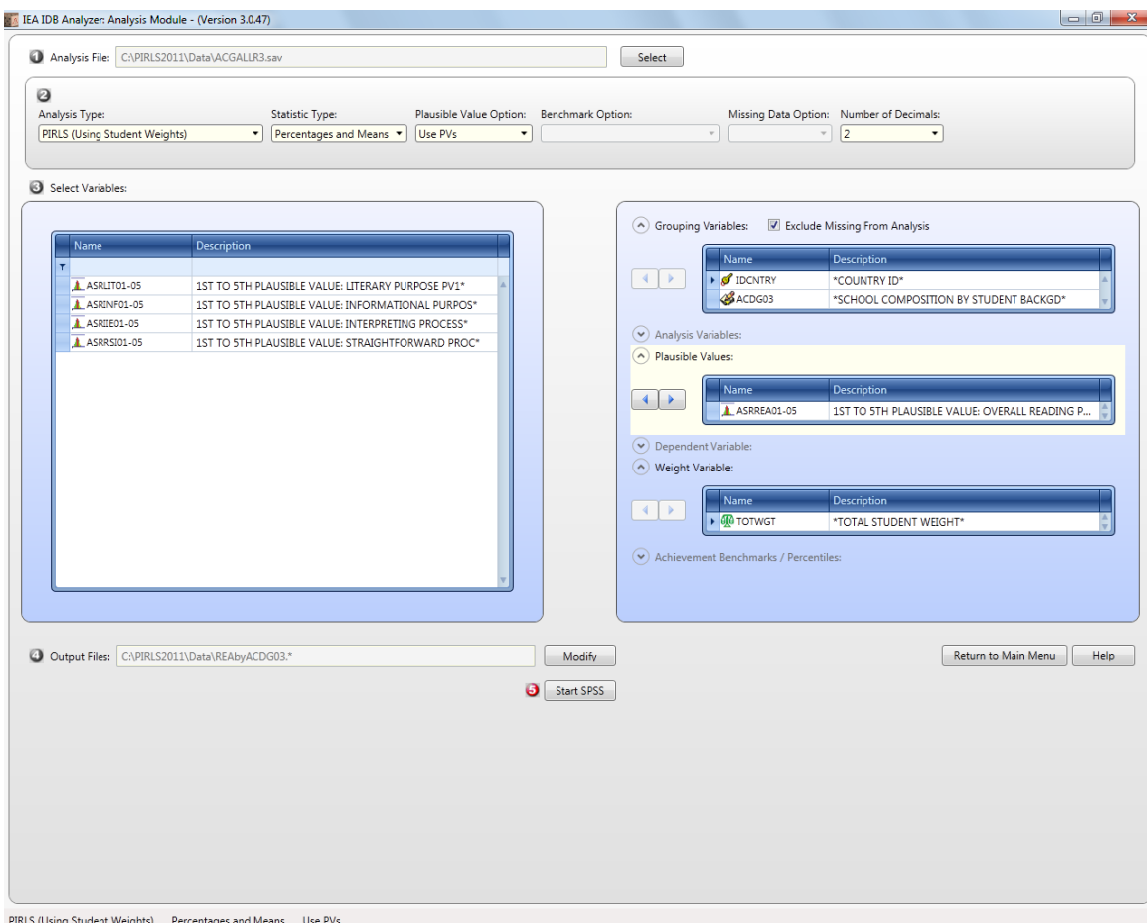 IEA IDB Analyzer: Analysis Module - (Version 3.0.47)
1 Analysis File: C:\PIRLS2011\Data\ACGALLR3.sav Select
2
Analysis Type: Statistic Type: Plausible Value Option: Benchmark Option: Missing Data Option: Number of Decimals:
PIRLS (Using Student Weights) Percentages and Means Use PVs 2
3 Select Variables:
Grouping Variables: Exclude Missing From Analysis
Name Description
IDCNTRY *COUNTRY ID*
ACDG03 *SCHOOL COMPOSITION BY STUDENT BACKGD*
Analysis Variables:
Plausible Values:
Name Description
ASRREA01-05 1ST TO 5TH PLAUSIBLE VALUE: OVERALL READING P...
Dependent Variable:
Weight Variable:
Name Description
TOTWGT *TOTAL STUDENT WEIGHT*
Achievement Benchmarks / Percentiles:
Name Description
ASRLIT01-05 1ST TO 5TH PLAUSIBLE VALUE: LITERARY PURPOSE PV1*
ASRINF01-05 1ST TO 5TH PLAUSIBLE VALUE: INFORMATIONAL PURPOS*
ASRIIE01-05 1ST TO 5TH PLAUSIBLE VALUE: INTERPRETING PROCESS*
ASRRSI01-05 1ST TO 5TH PLAUSIBLE VALUE: STRAIGHTFORWARD PROC*
4 Output Files: C:\PIRLS2011\Data\REAbyACDG03.* Modify Return to Main Menu Help
5 Start SPSS
PIRLS (Using Student Weights) Percentages and Means Use PVs